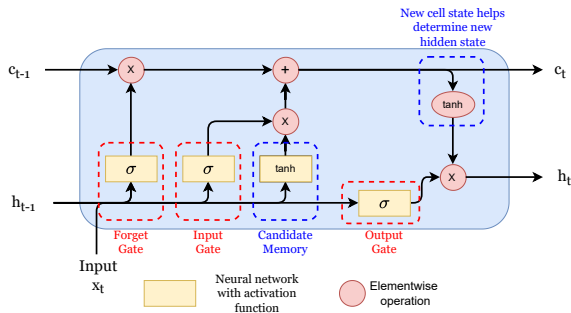 New cell state helps
determine new
hidden state
c_{t-1}
x
+
c_t
tanh
x
σ
σ
tanh
x
h_t
h_{t-1}
σ
Forget
Gate
Input
Gate
Candidate
Memory
Output
Gate
Input
x_t
Neural network
with activation
function
Elementwise
operation